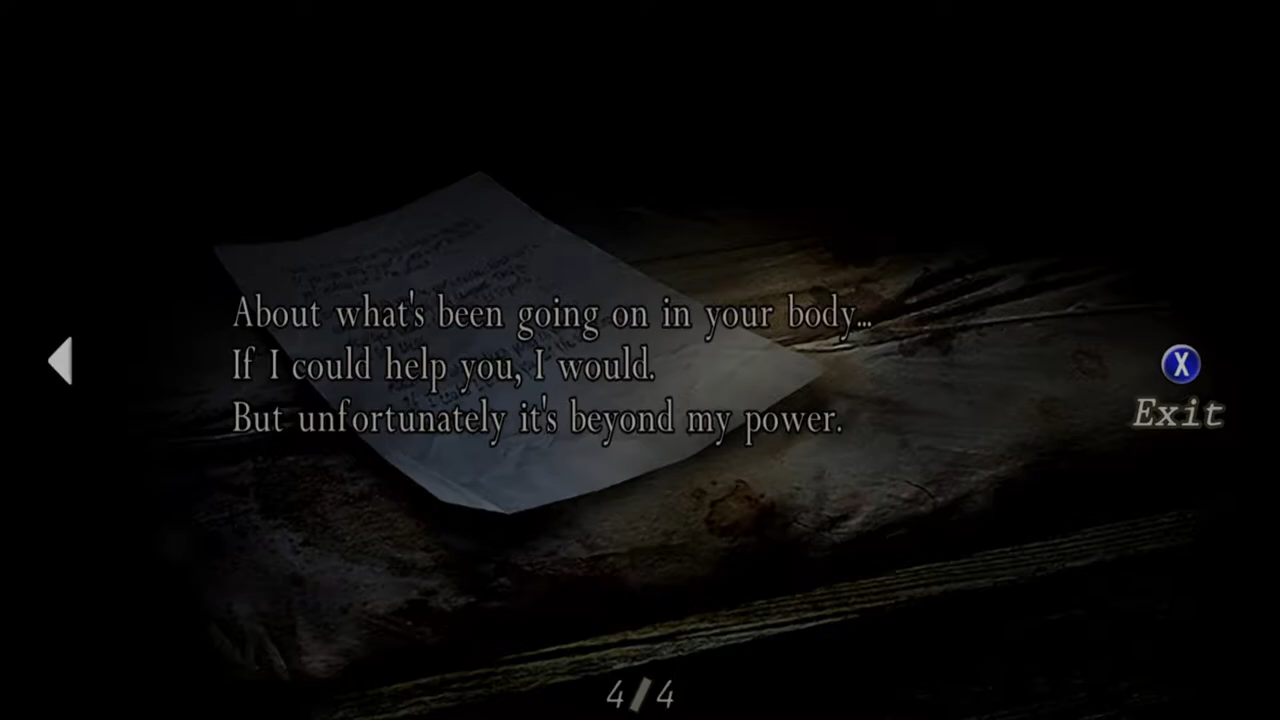 About what's been going on in your body...
If I could help you, I would.
But unfortunately it's beyond my power.
X
Exit
4/4